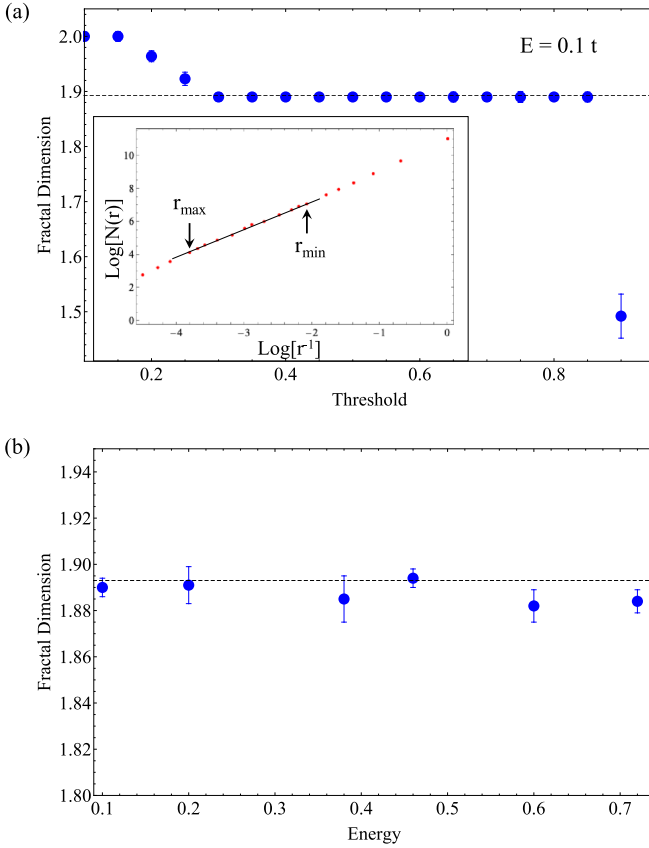 (a)
E = 0.1 t
2.0
1.9
1.8
1.7
1.6
1.5
Fractal Dimension
10
8
6
4
2
0
Log[N(r)]
r_max
r_min
−4 −3 −2 −1 0
Log[r⁻¹]
0.2 0.4 0.6 0.8
Threshold
(b)
1.94
1.92
1.90
1.88
1.86
1.84
1.82
1.80
Fractal Dimension
0.1 0.2 0.3 0.4 0.5 0.6 0.7
Energy